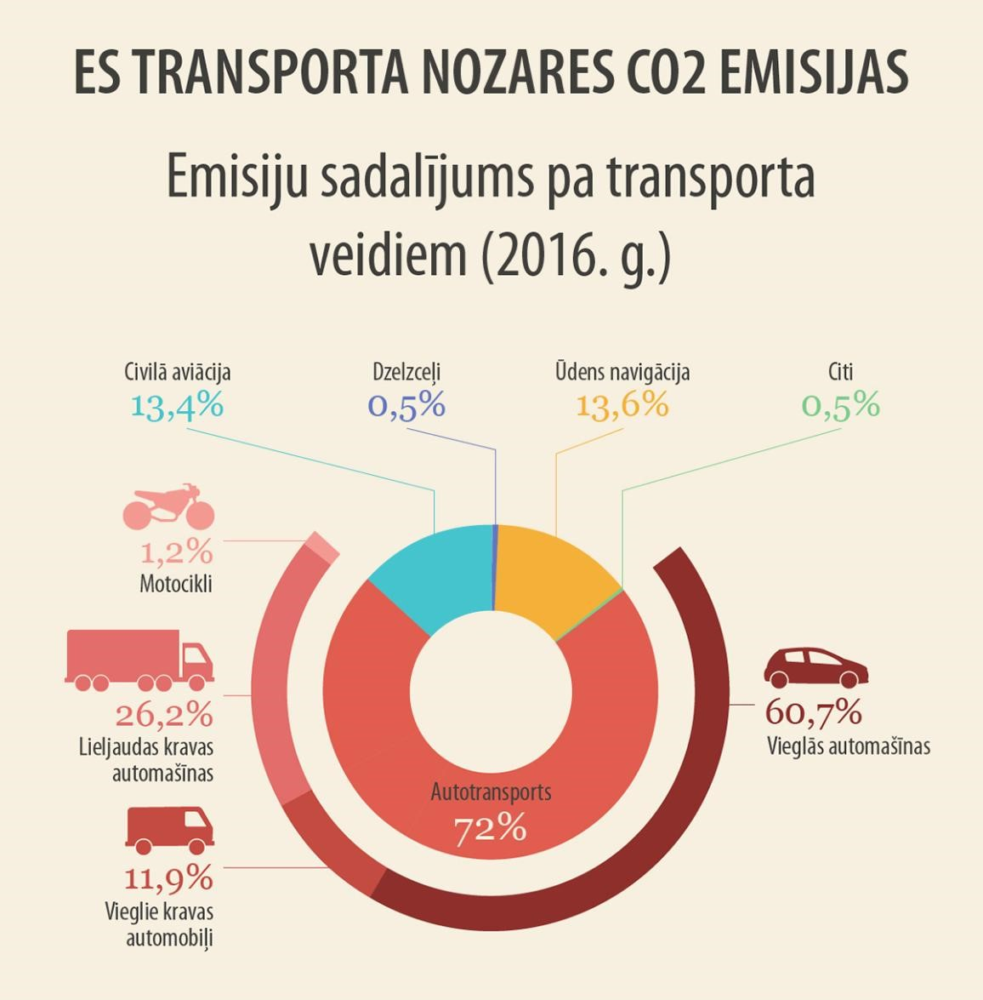 ES TRANSPORTA NOZARES CO2 EMISIJAS
Emisiju sadalījums pa transporta
veidiem (2016. g.)
Civilā aviācija
13,4%
Dzelzceļi
0,5%
Ūdens navigācija
13,6%
Citi
0,5%
1,2%
Motocikli
26,2%
Lieljaudas kravas
automašīnas
11,9%
Vieglie kravas
automobiļi
Autotransports
72%
60,7%
Vieglās automašīnas